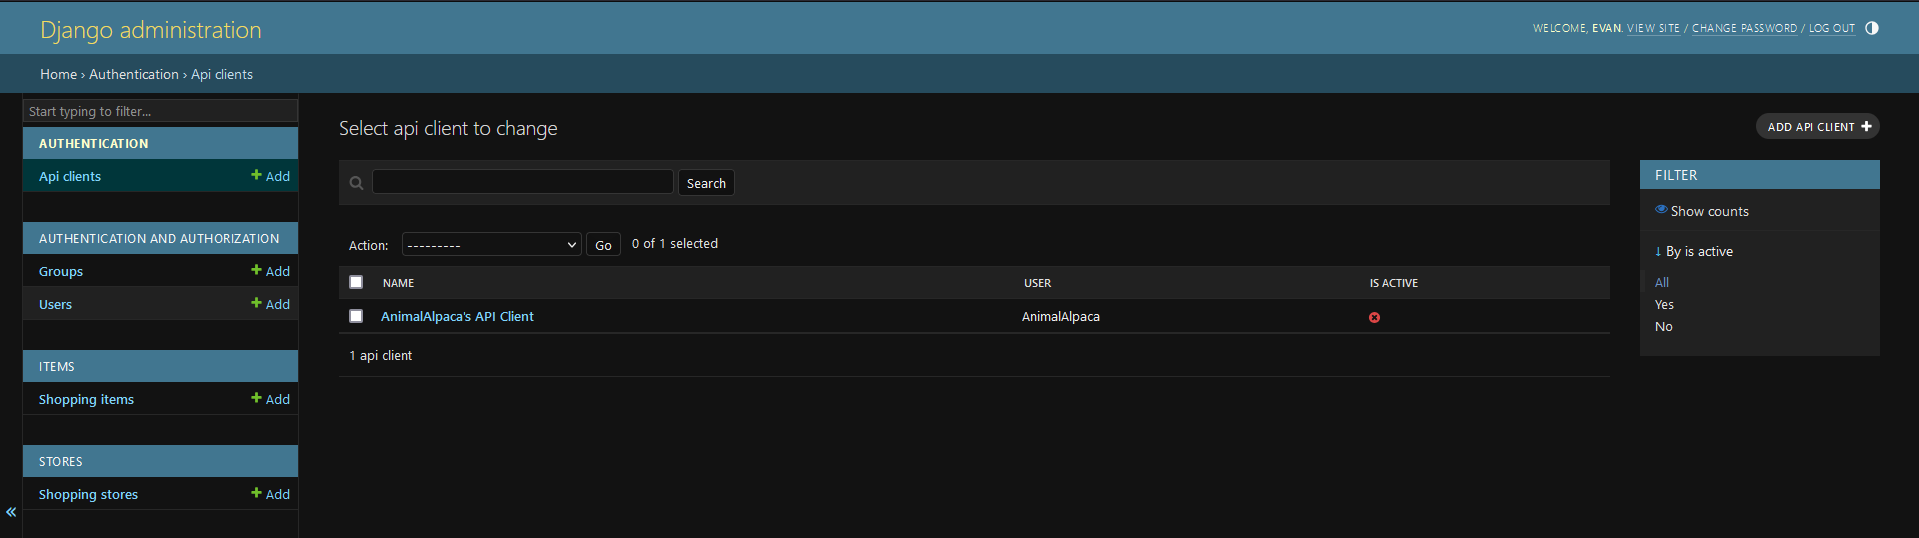 Django administration
WELCOME, EVAN. VIEW SITE / CHANGE PASSWORD / LOG OUT
Home › Authentication › Api clients
Start typing to filter...
AUTHENTICATION
Api clients
Add
AUTHENTICATION AND AUTHORIZATION
Groups
Add
Users
Add
ITEMS
Shopping items
Add
STORES
Shopping stores
Add
«
Select api client to change
ADD API CLIENT
Search
Action: --------- Go 0 of 1 selected
NAME USER IS ACTIVE
AnimalAlpaca's API Client AnimalAlpaca
1 api client
FILTER
Show counts
↓ By is active
All
Yes
No